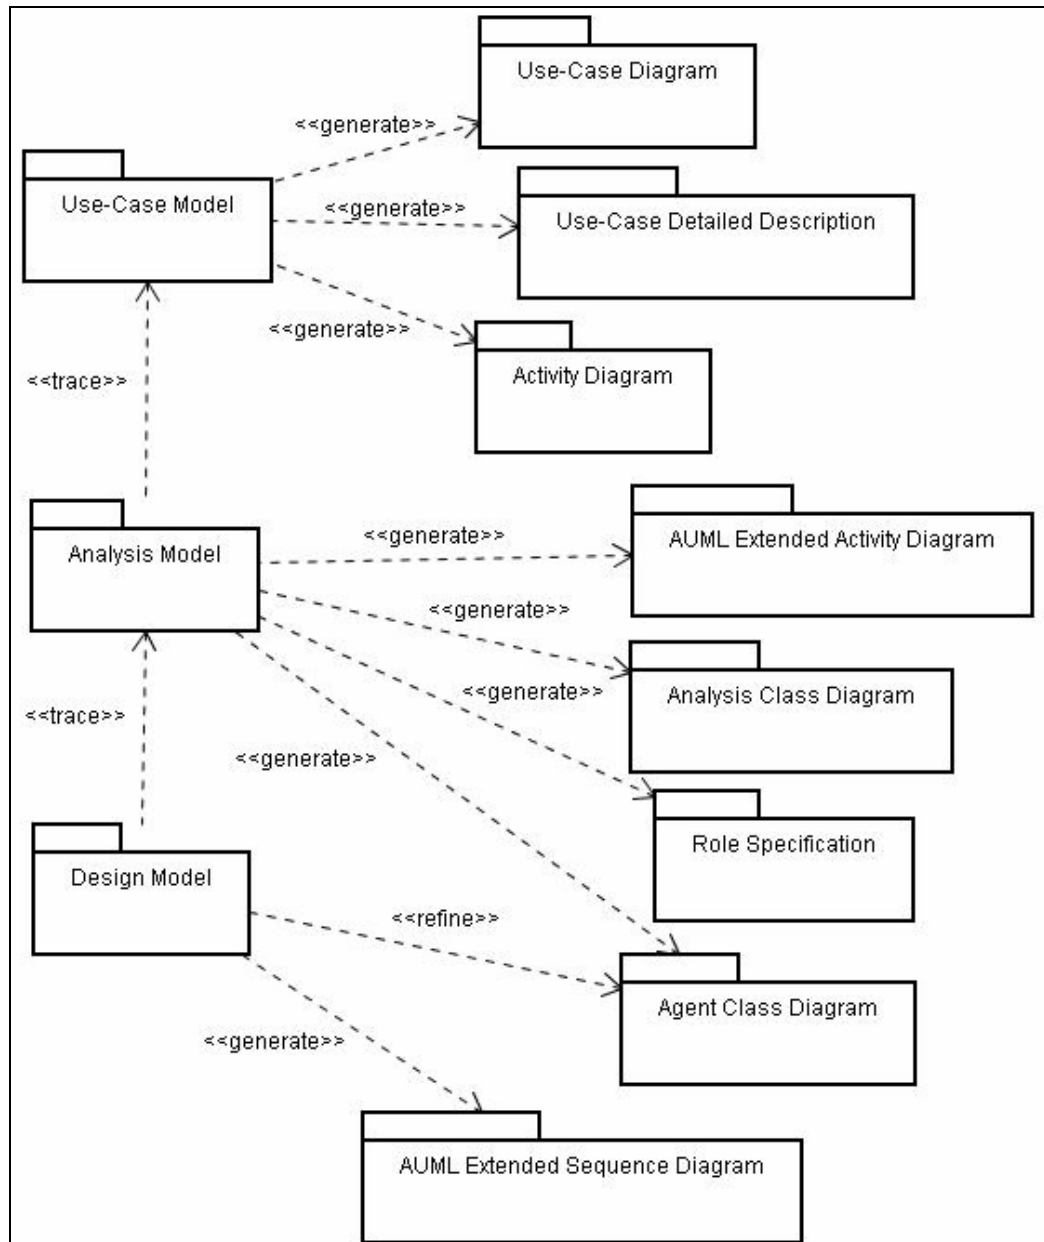 Use-Case Diagram
<<generate>>
Use-Case Model
<<generate>>
Use-Case Detailed Description
<<generate>>
Activity Diagram
<<trace>>
Analysis Model
<<generate>>
AUML Extended Activity Diagram
<<generate>>
Analysis Class Diagram
<<generate>>
<<trace>>
<<generate>>
Role Specification
Design Model
<<refine>>
Agent Class Diagram
<<generate>>
AUML Extended Sequence Diagram